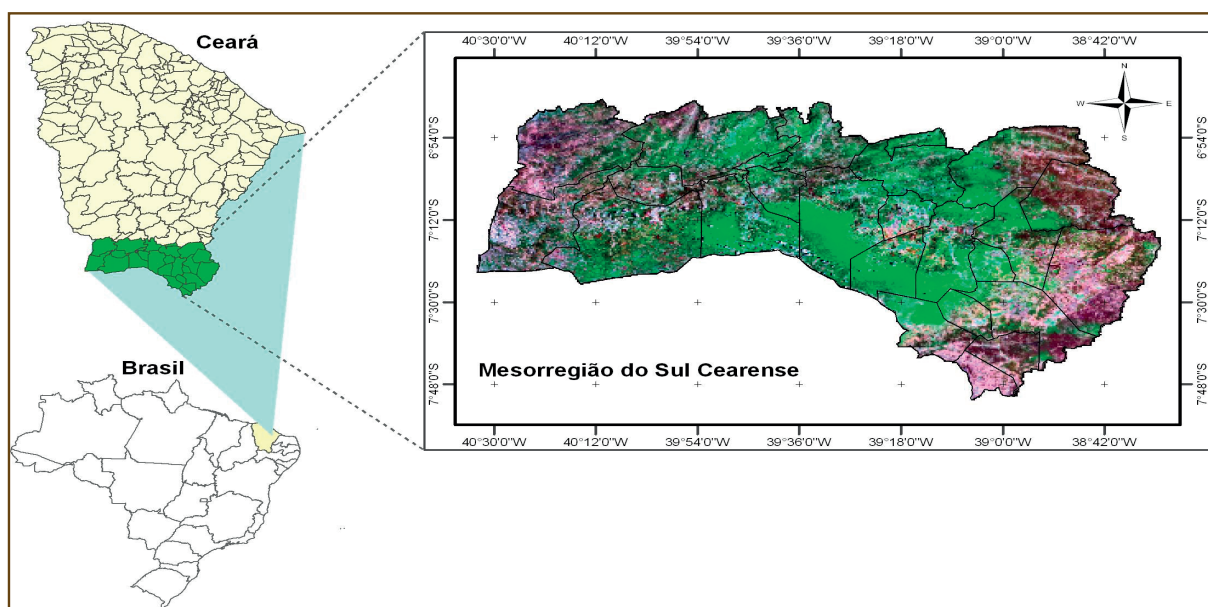 Ceará
Brasil
40°30'0"W 40°12'0"W 39°54'0"W 39°36'0"W 39°18'0"W 39°0'0"W 38°42'0"W
N
W E
S
6°54'0"S 6°54'0"S
7°12'0"S 7°12'0"S
7°30'0"S 7°30'0"S
7°48'0"S 7°48'0"S
Mesorregião do Sul Cearense
40°30'0"W 40°12'0"W 39°54'0"W 39°36'0"W 39°18'0"W 39°0'0"W 38°42'0"W